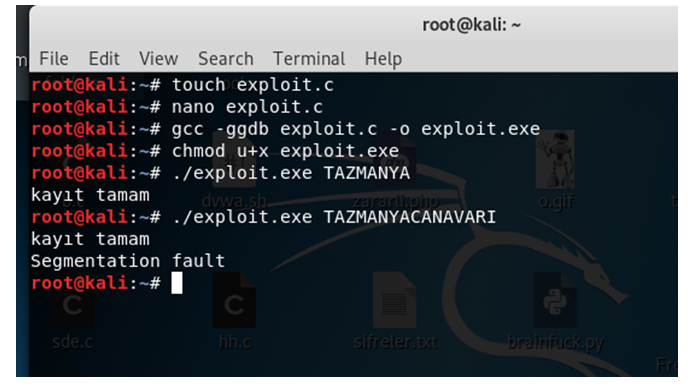 root@kali: ~
File Edit View Search Terminal Help
root@kali:~# touch exploit.c
root@kali:~# nano exploit.c
root@kali:~# gcc -ggdb exploit.c -o exploit.exe
root@kali:~# chmod u+x exploit.exe
root@kali:~# ./exploit.exe TAZMANYA
kayıt tamam
root@kali:~# ./exploit.exe TAZMANYACANAVARI
kayıt tamam
Segmentation fault
root@kali:~#
dvwa.sh zararli.php o.gif
sde.c hh.c sifreler.txt brainfuck.py